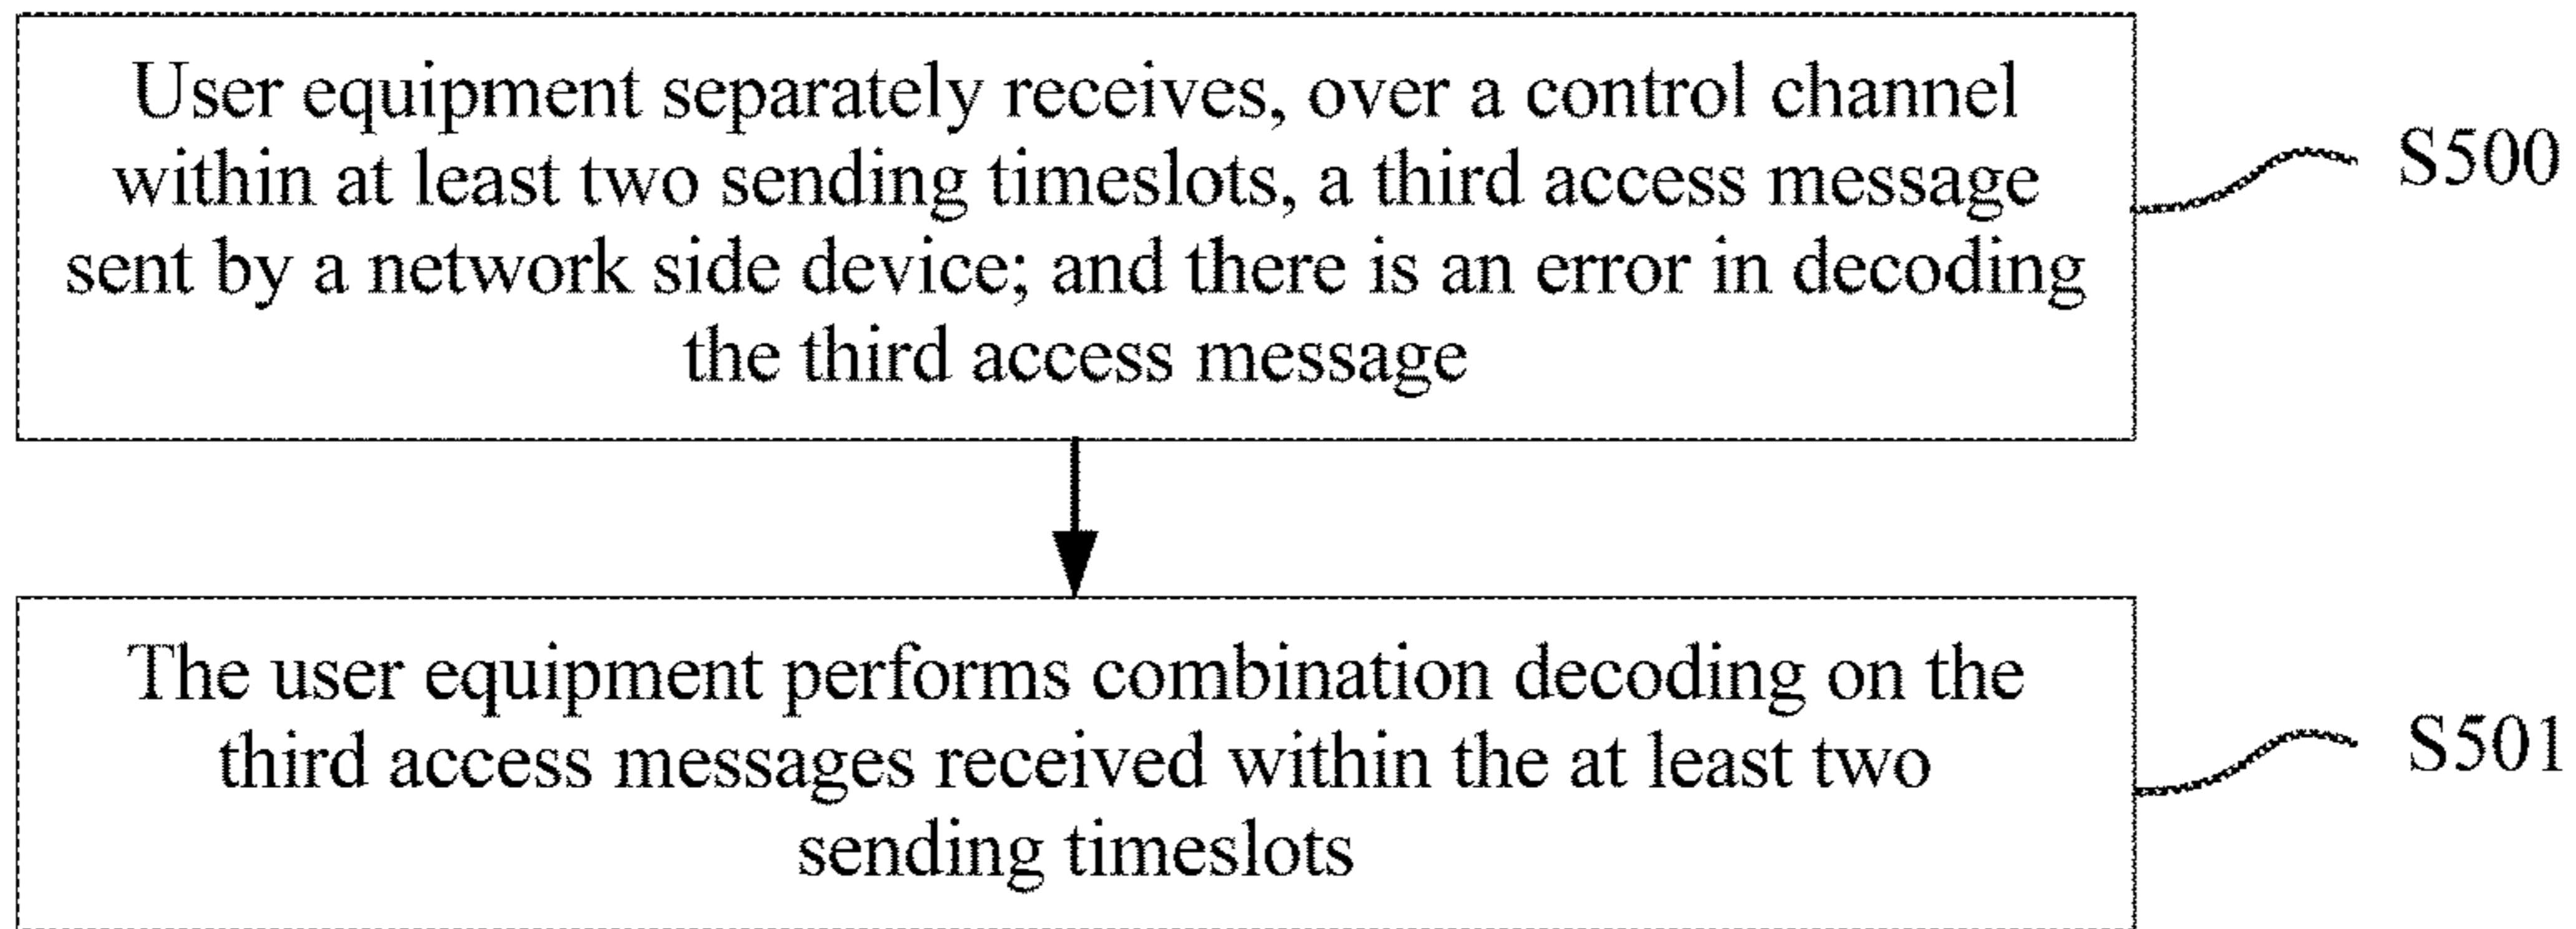 User equipment separately receives, over a control channel
within at least two sending timeslots, a third access message
sent by a network side device; and there is an error in decoding
the third access message
S500
The user equipment performs combination decoding on the
third access messages received within the at least two
sending timeslots
S501